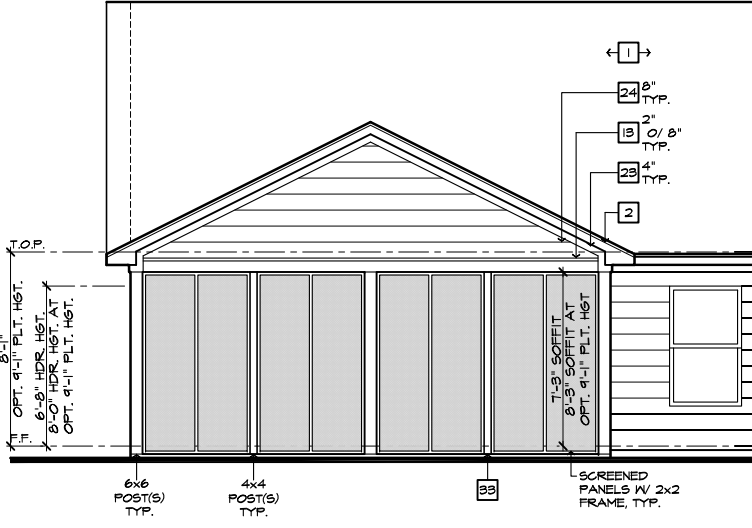 1
24 8"
TYP.
13 2"
O/ 8"
TYP.
23 4"
TYP.
2
T.O.P.
8'-1"
OPT. 9'-1" PLT. HGT.
6'-8" HDR. HGT.
8'-0" HDR. HGT. AT
OPT. 9'-1" PLT. HGT.
7'-3" SOFFIT
8'-3" SOFFIT AT
OPT. 9'-1" PLT. HGT
F.F.
6x6
POST(S)
TYP.
4x4
POST(S)
TYP.
33
SCREENED
PANELS W/ 2x2
FRAME, TYP.